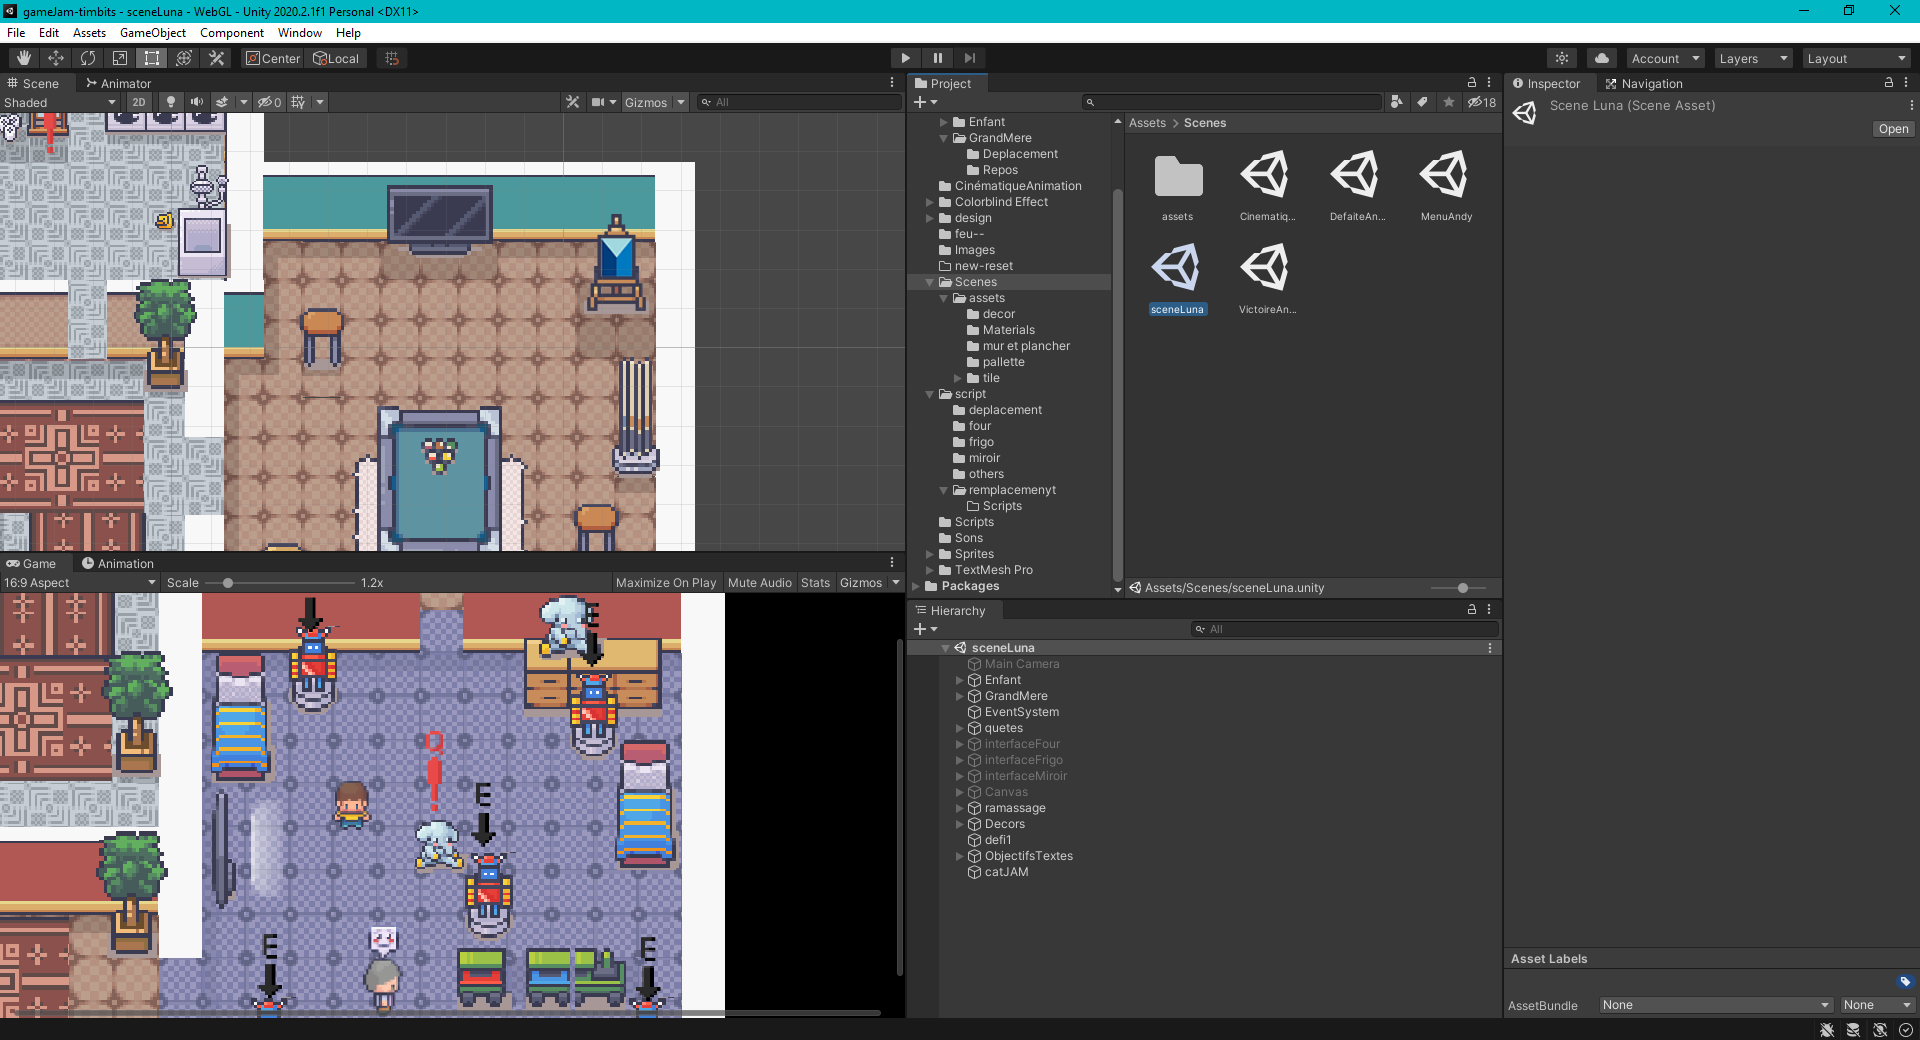 gameJam-timbits - sceneLuna - WebGL - Unity 2020.2.1f1 Personal <DX11>
File Edit Assets GameObject Component Window Help
Center Local Account Layers Layout
Scene Animator
Shaded 2D 0 Gizmos All
Game Animation
16:9 Aspect Scale 1.2x Maximize On Play Mute Audio Stats Gizmos
E
E
E
E
Project
18
Enfant
GrandMere
Deplacement
Repos
CinématiqueAnimation
Colorblind Effect
design
feu--
Images
new-reset
Scenes
assets
decor
Materials
mur et plancher
pallette
tile
script
deplacement
four
frigo
miroir
others
remplacemenyt
Scripts
Scripts
Sons
Sprites
TextMesh Pro
Packages
Assets > Scenes
assets Cinematiq... DefaiteAn... MenuAndy
sceneLuna VictoireAn...
Assets/Scenes/sceneLuna.unity
Hierarchy
All
sceneLuna
Main Camera
Enfant
GrandMere
EventSystem
quetes
interfaceFour
interfaceFrigo
interfaceMiroir
Canvas
ramassage
Decors
defi1
ObjectifsTextes
catJAM
Inspector Navigation
Scene Luna (Scene Asset)
Open
Asset Labels
AssetBundle None None